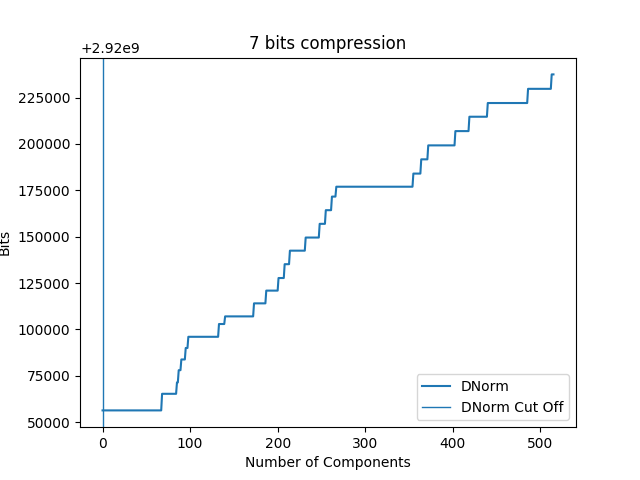 7 bits compression
+2.92e9
225000
200000
175000
150000
125000
100000
75000
50000
Bits
0 100 200 300 400 500
Number of Components
DNorm
DNorm Cut Off